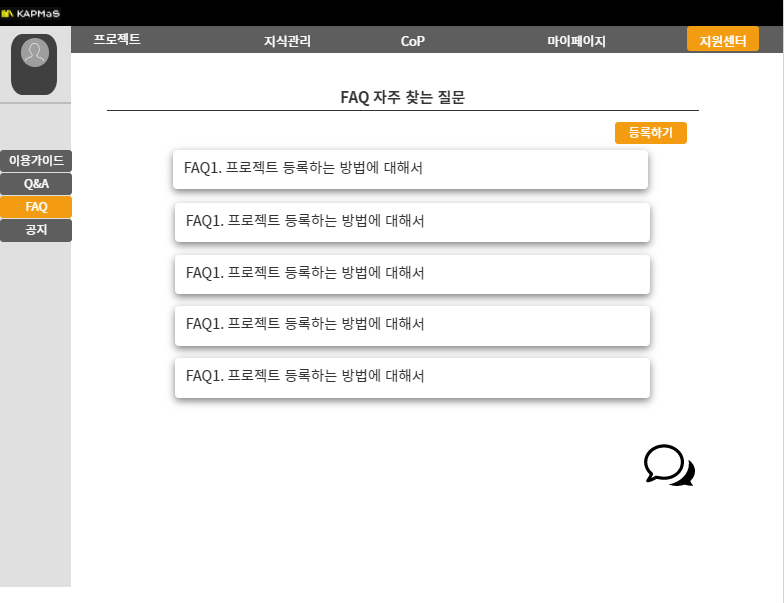 KAPMaS
프로젝트 지식관리 CoP 마이페이지 지원센터
FAQ 자주 찾는 질문
등록하기
이용가이드
Q&A
FAQ
공지
FAQ1. 프로젝트 등록하는 방법에 대해서
FAQ1. 프로젝트 등록하는 방법에 대해서
FAQ1. 프로젝트 등록하는 방법에 대해서
FAQ1. 프로젝트 등록하는 방법에 대해서
FAQ1. 프로젝트 등록하는 방법에 대해서